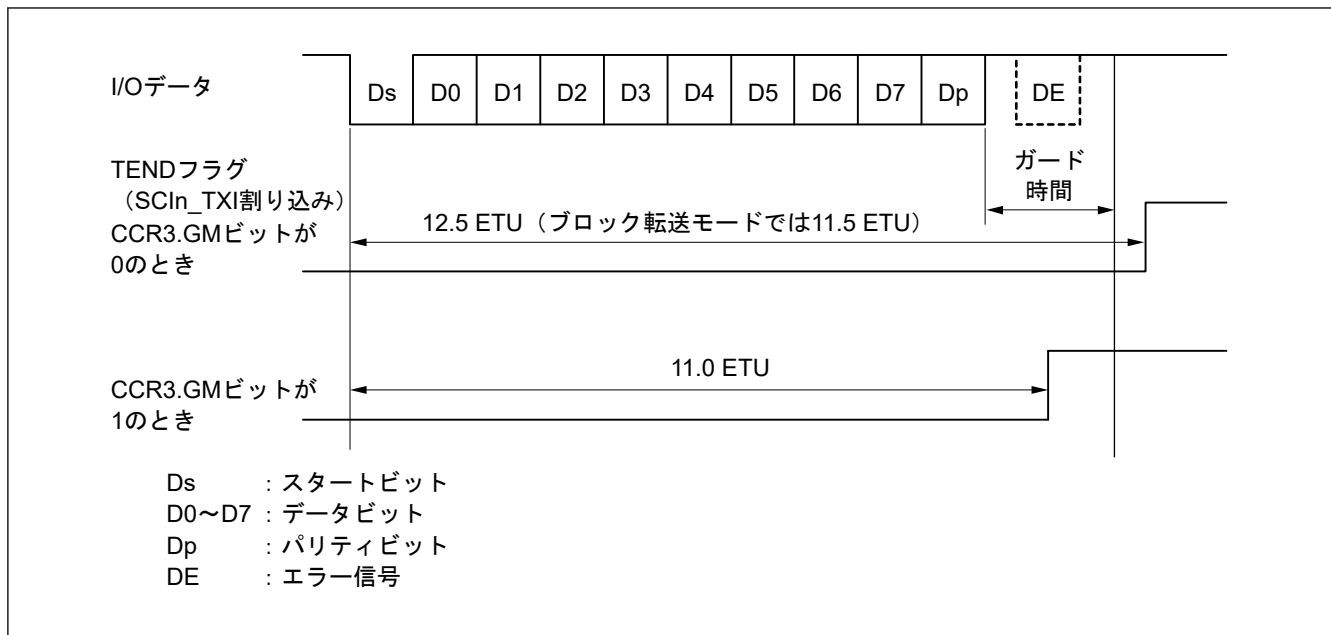 I/Oデータ
Ds D0 D1 D2 D3 D4 D5 D6 D7 Dp DE
TENDフラグ
(SCIn_TXI割り込み)
CCR3.GMビットが
0のとき
ガード
時間
12.5 ETU(ブロック転送モードでは11.5 ETU)
11.0 ETU
CCR3.GMビットが
1のとき
Ds :スタートビット
D0~D7 :データビット
Dp :パリティビット
DE :エラー信号